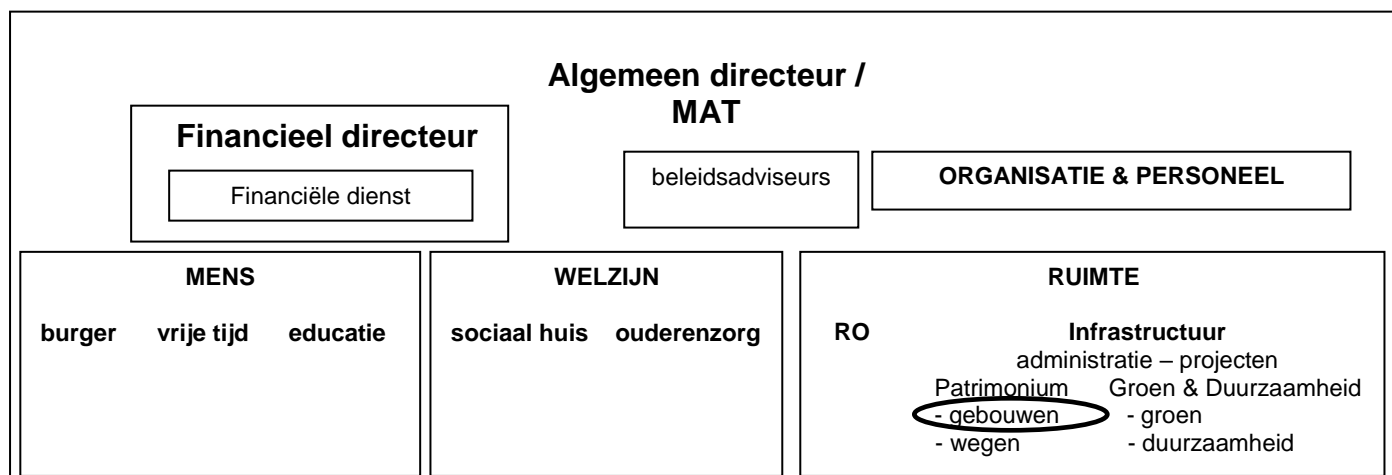 Algemeen directeur /
MAT
Financieel directeur
Financiële dienst
beleidsadviseurs
ORGANISATIE & PERSONEEL
MENS
burger vrije tijd educatie
WELZIJN
sociaal huis ouderenzorg
RUIMTE
RO Infrastructuur
administratie – projecten
Patrimonium Groen & Duurzaamheid
- gebouwen - groen
- wegen - duurzaamheid